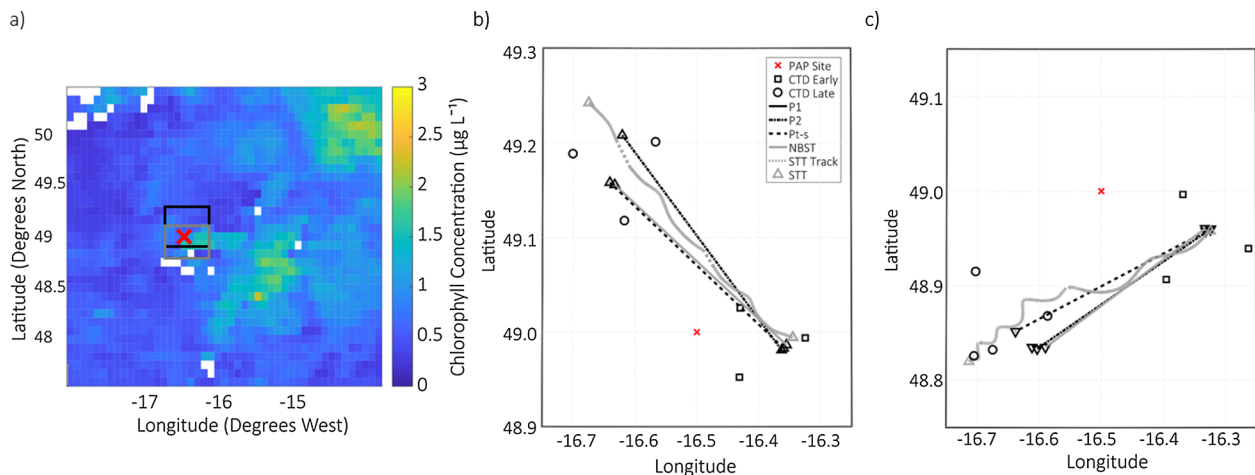 a)
50
49.5
49
48.5
48
Latitude (Degrees North)
-17
-16
-15
Longitude (Degrees West)
3
2.5
2
1.5
1
0.5
0
Chlorophyll Cncentration (µg L⁻¹)
b)
49.3
49.2
49.1
49.0
48.9
Latitude
-16.7
-16.6
-16.5
-16.4
-16.3
Longitude
PAP Site
CTD Early
CTD Late
P1
P2
Pt-s
NBST
STT Track
STT
c)
49.1
49.0
48.9
48.8
Latitude
-16.7
-16.6
-16.5
-16.4
-16.3
Longitude